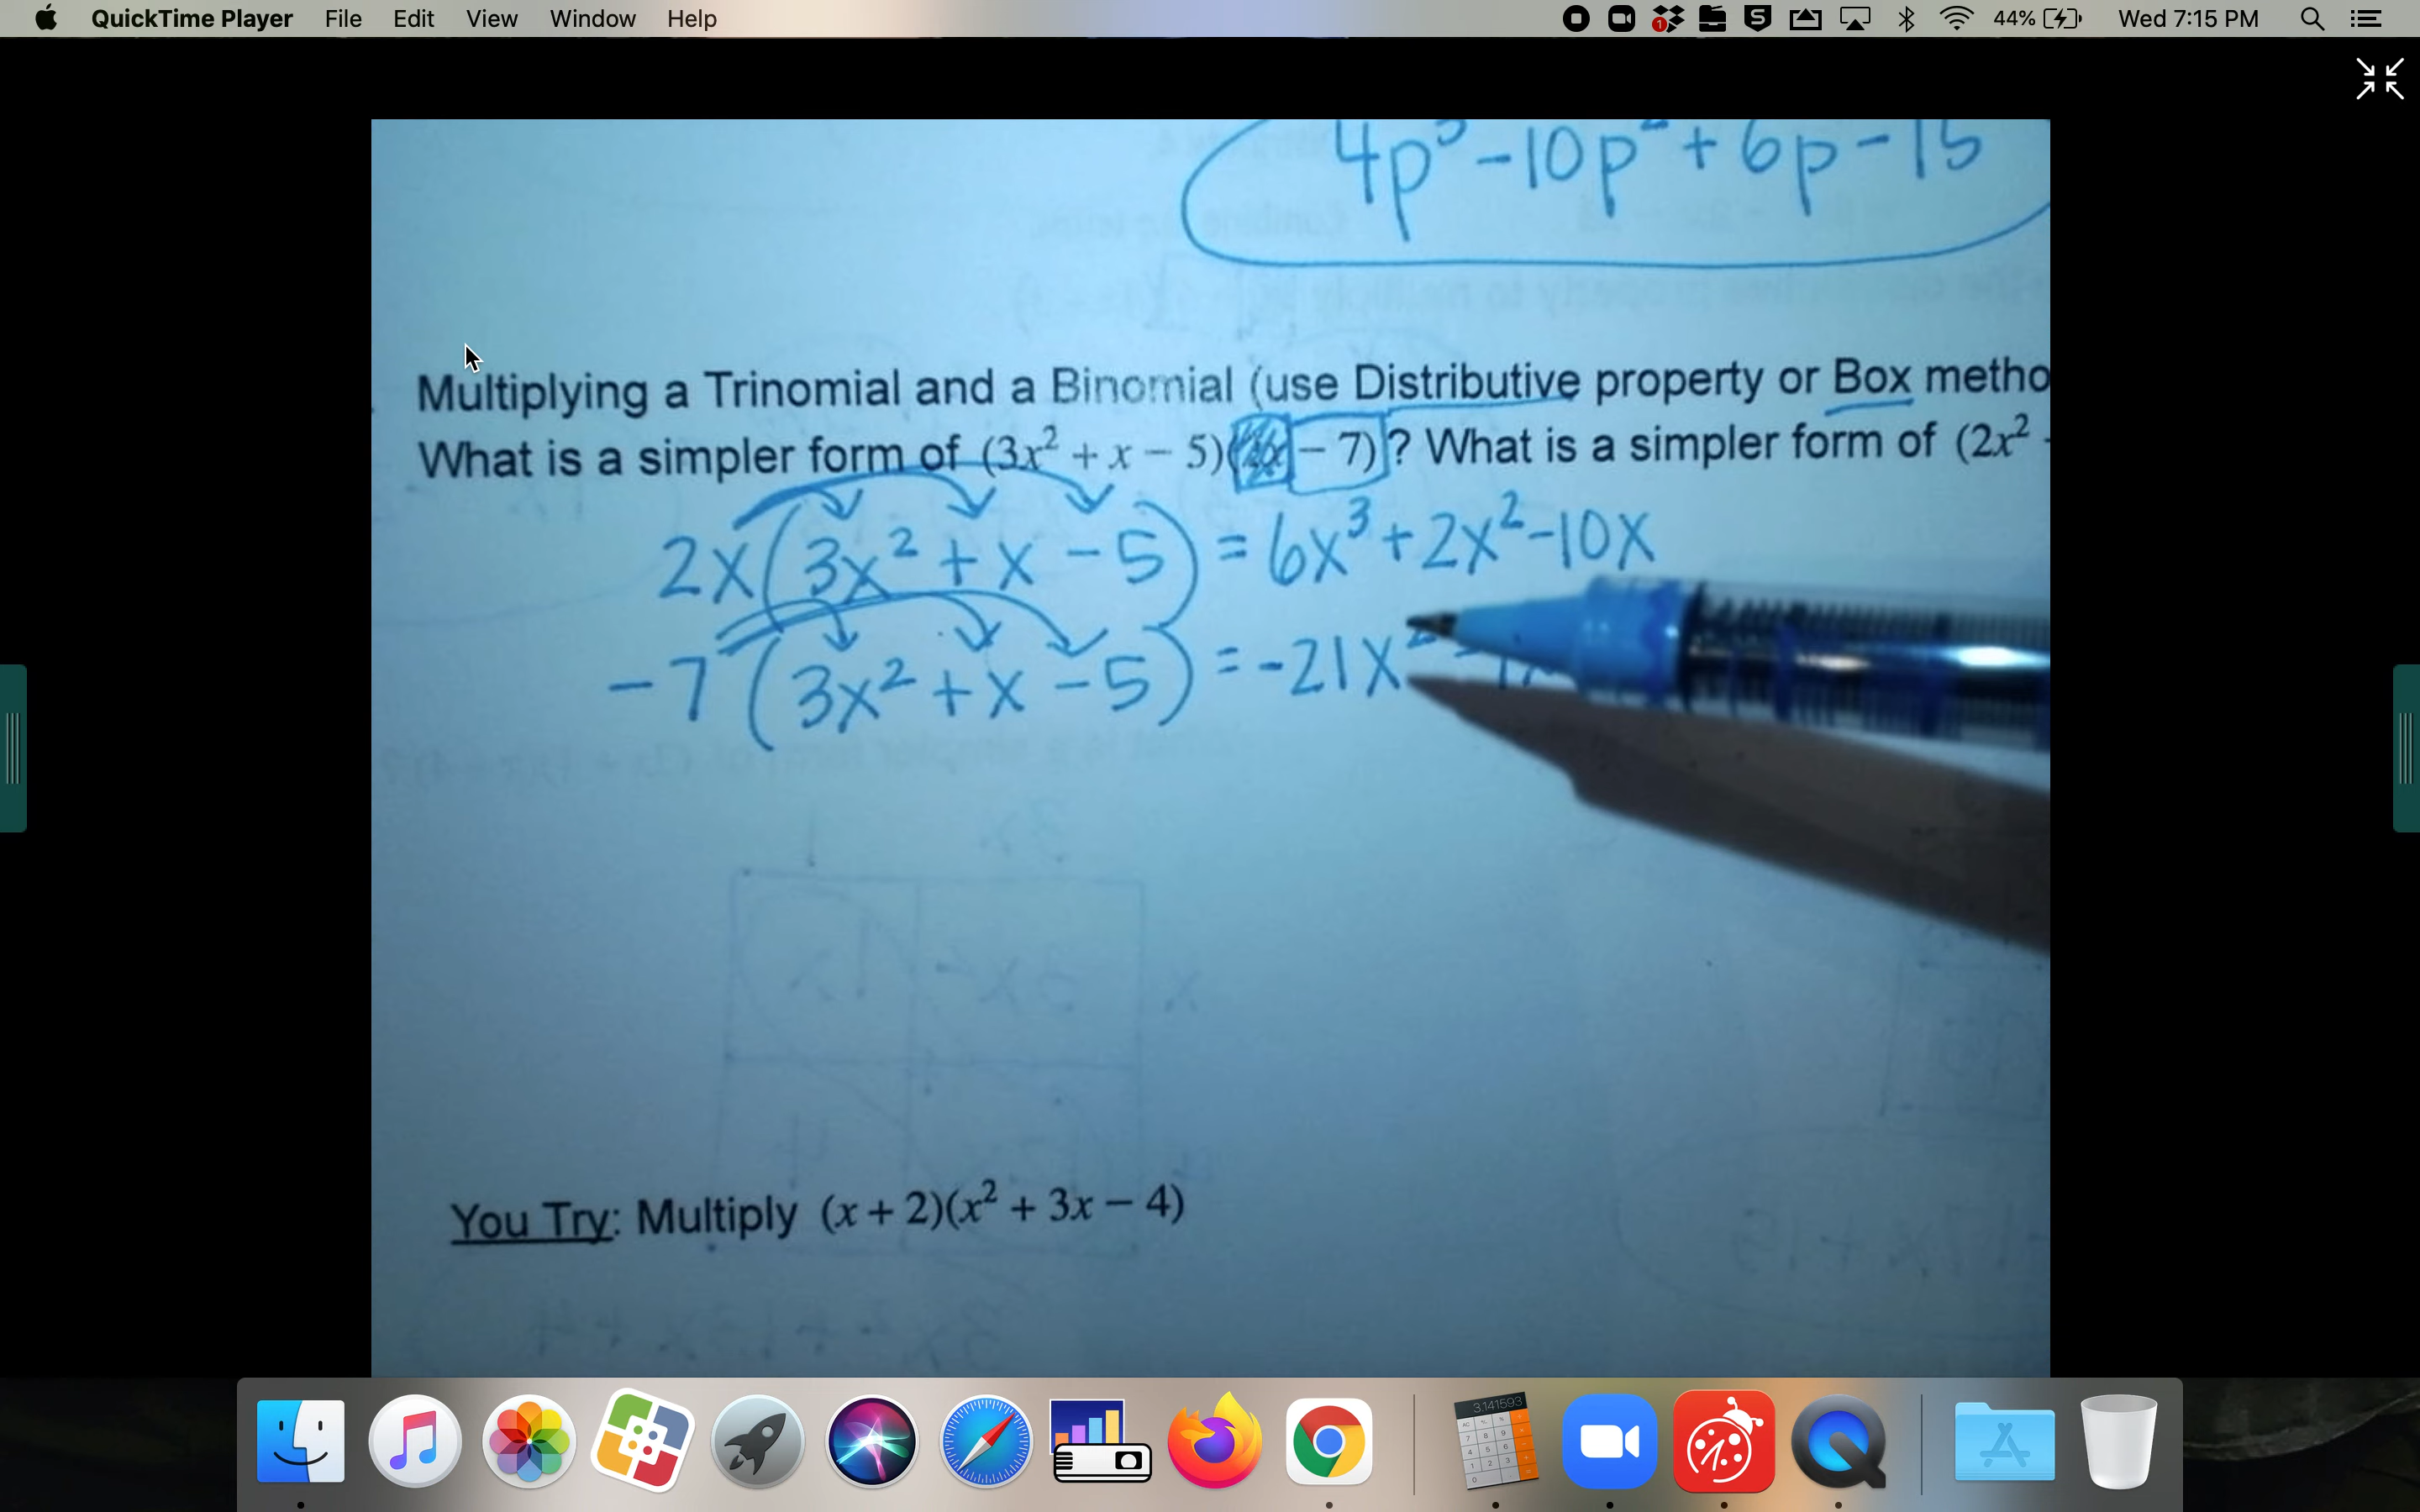 QuickTime Player File Edit View Window Help 1 S 44% Wed 7:15 PM
4p³ - 10p² + 6p - 15
Multiplying a Trinomial and a Binomial (use Distributive property or Box metho
What is a simpler form of (3x² + x − 5)( − 7)? What is a simpler form of (2x² -
2x(3x² + x - 5) = 6x³ + 2x² - 10x
-7(3x² + x - 5) = -21x²
You Try: Multiply (x + 2)(x² + 3x − 4)
3.141593